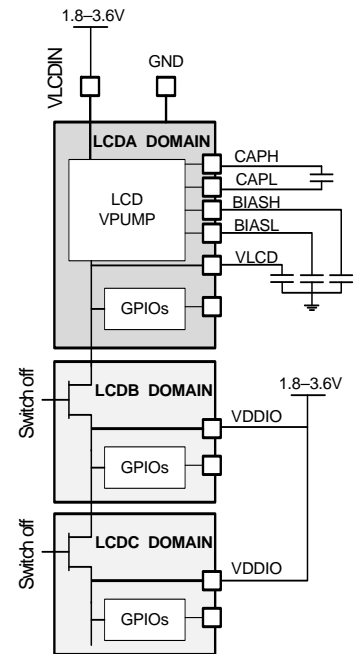 1.8–3.6V
VLCDIN
GND
LCDA DOMAIN
LCD
VPUMP
CAPH
CAPL
BIASH
BIASL
VLCD
GPIOs
Switch off
LCDB DOMAIN
1.8–3.6V
VDDIO
GPIOs
Switch off
LCDC DOMAIN
VDDIO
GPIOs